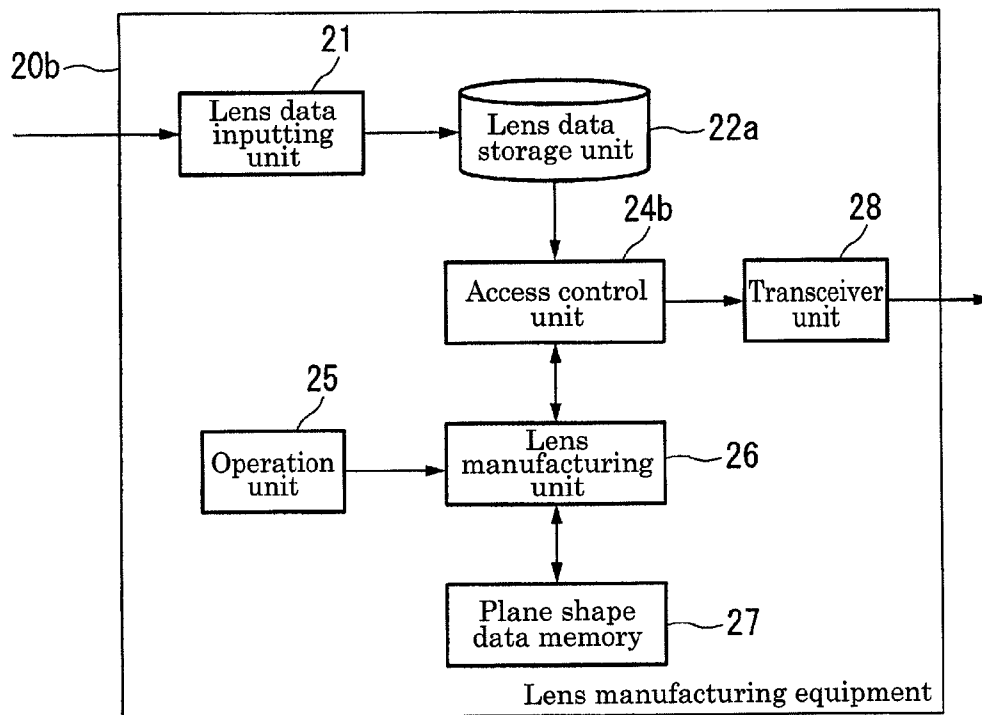 20b
21
Lens data
inputting
unit
Lens data
storage unit
22a
24b
Access control
unit
28
Transceiver
unit
25
Operation
unit
Lens
manufacturing
unit
26
Plane shape
data memory
27
Lens manufacturing equipment